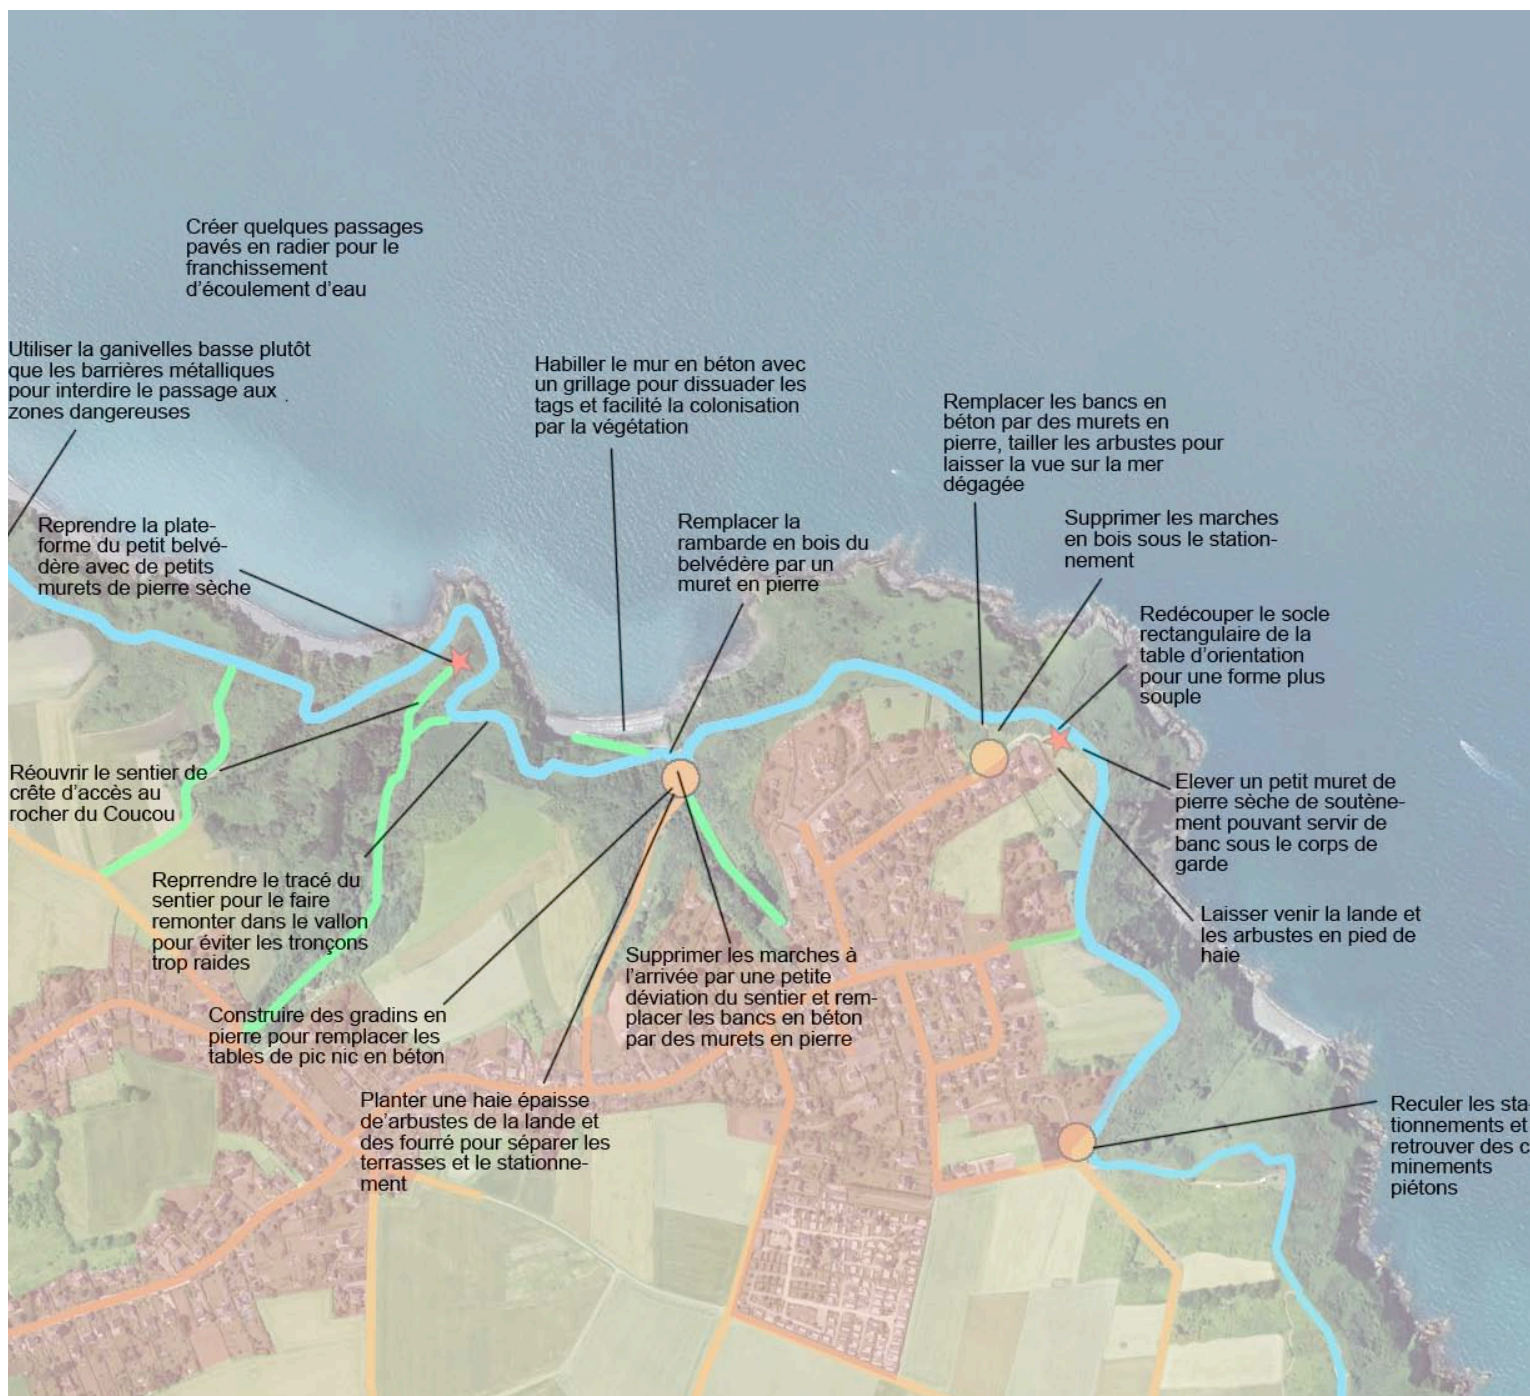 Créer quelques passages
pavés en radier pour le
franchissement
d'écoulement d'eau
Utiliser la ganivelles basse plutôt
que les barrières métalliques
pour interdire le passage aux
zones dangereuses
Habiller le mur en béton avec
un grillage pour dissuader les
tags et facilité la colonisation
par la végétation
Remplacer les bancs en
béton par des murets en
pierre, tailler les arbustes pour
laisser la vue sur la mer
dégagée
Reprendre la plate-
forme du petit belvé-
dère avec de petits
murets de pierre sèche
Remplacer la
rambarde en bois du
belvédère par un
muret en pierre
Supprimer les marches
en bois sous le station-
nement
Redécouper le socle
rectangulaire de la
table d'orientation
pour une forme plus
souple
Réouvrir le sentier de
crête d'accès au
rocher du Coucou
Elever un petit muret de
pierre sèche de soutène-
ment pouvant servir de
banc sous le corps de
garde
Reprrendre le tracé du
sentier pour le faire
remonter dans le vallon
pour éviter les tronçons
trop raides
Laisser venir la lande et
les arbustes en pied de
haie
Supprimer les marches à
l'arrivée par une petite
déviation du sentier et rem-
placer les bancs en béton
par des murets en pierre
Construire des gradins en
pierre pour remplacer les
tables de pic nic en béton
Planter une haie épaisse
de'arbustes de la lande et
des fourré pour séparer les
terrasses et le stationne-
ment
Reculer les sta-
tionnements et
retrouver des c
minements
piétons